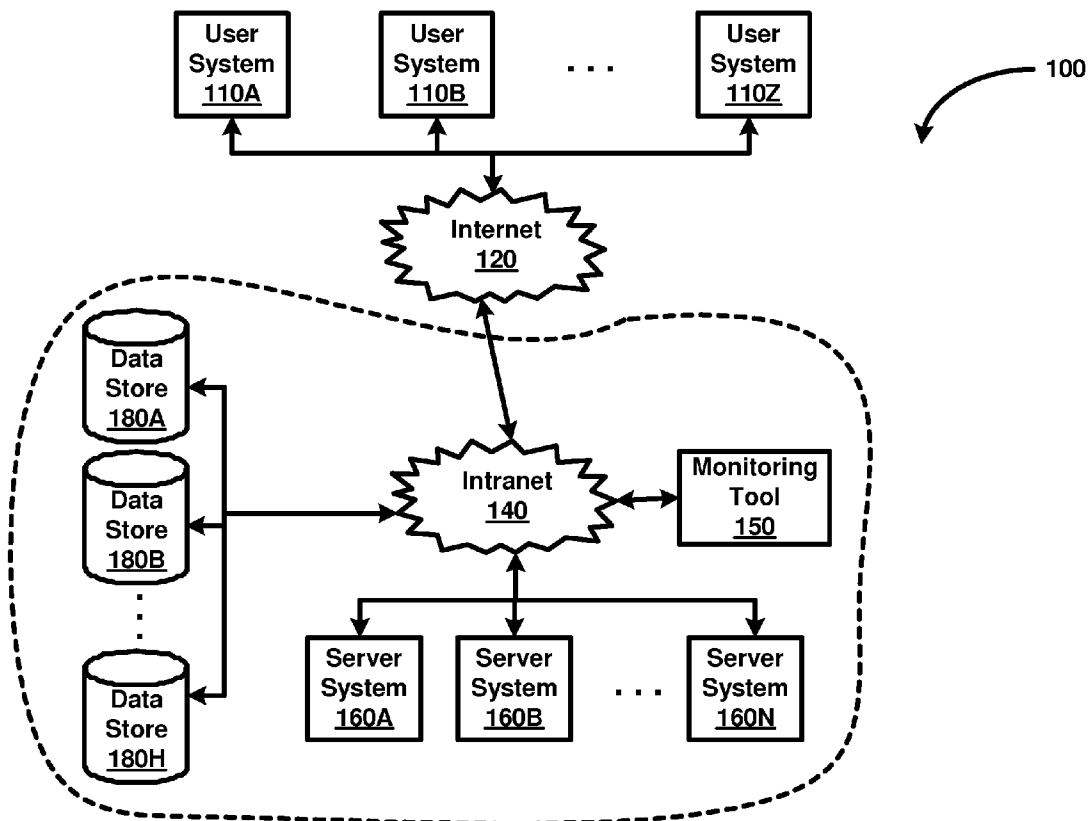 User
System
110A
User
System
110B
. . .
User
System
110Z
100
Internet
120
Data
Store
180A
Data
Store
180B
Data
Store
180H
Intranet
140
Monitoring
Tool
150
Server
System
160A
Server
System
160B
. . .
Server
System
160N